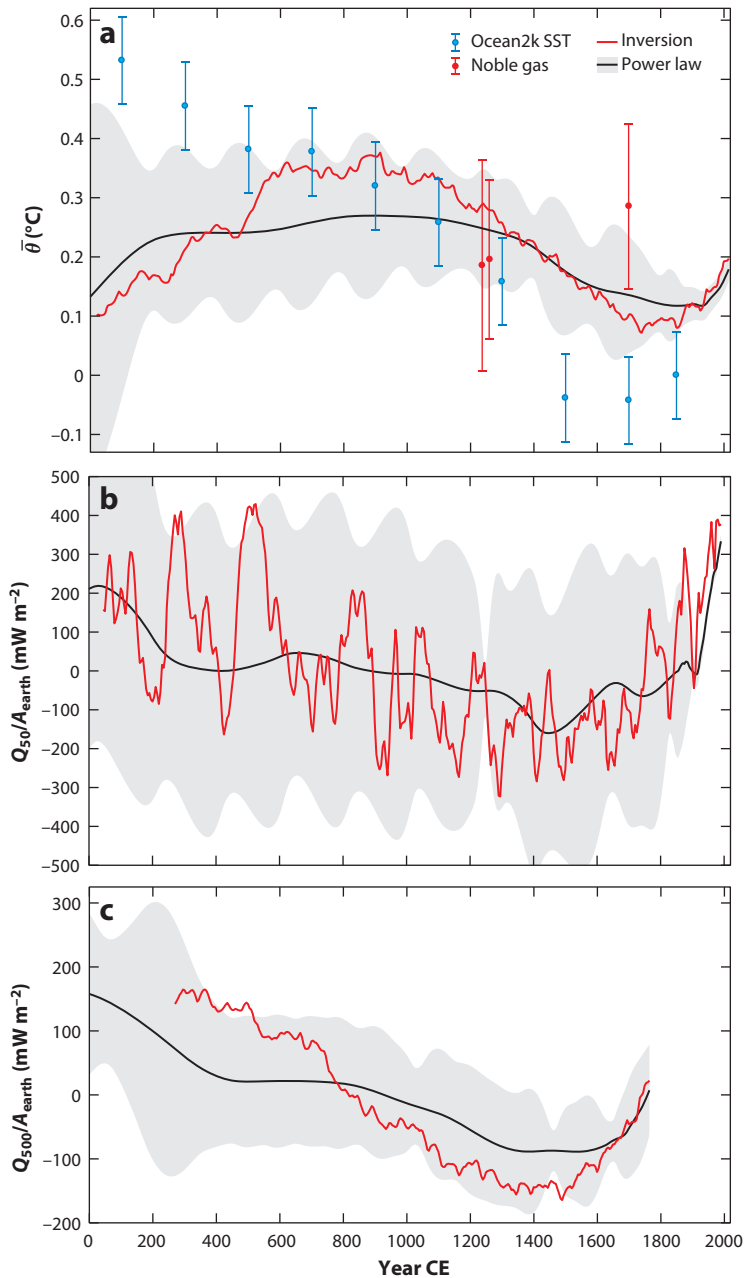 a
Ocean2k SST
Noble gas
Inversion
Power law
0.6
0.5
0.4
0.3
0.2
0.1
0
–0.1
θ̅ (°C)
b
500
400
300
200
100
0
–100
–200
–300
–400
–500
Q50/Aearth (mW m−2)
c
300
200
100
0
–100
–200
Q500/Aearth (mW m−2)
0 200 400 600 800 1000 1200 1400 1600 1800 2000
Year CE